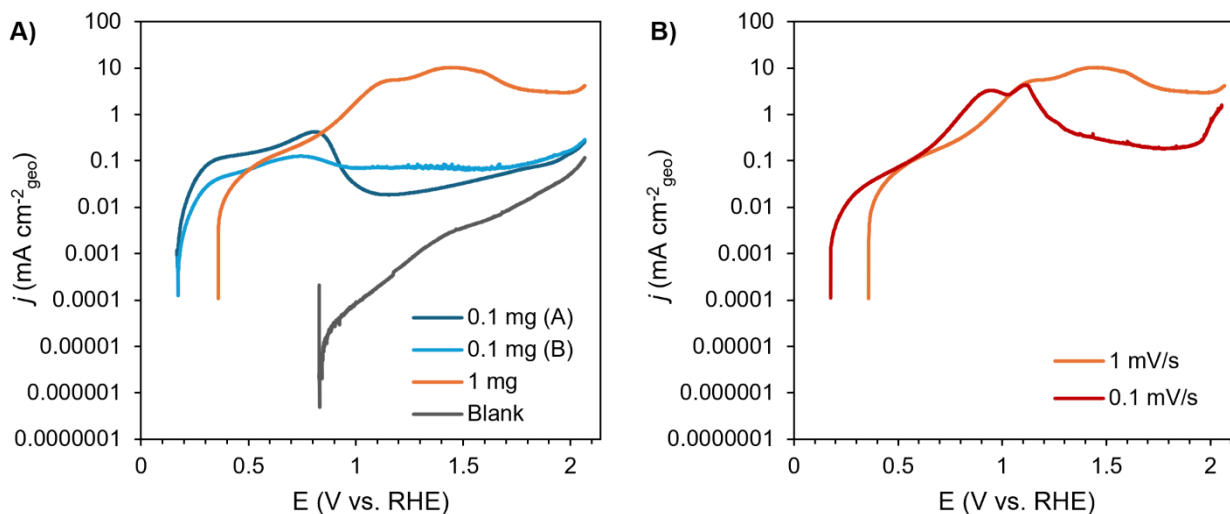 A)
100
10
1
0.1
0.01
0.001
0.0001
0.00001
0.000001
0.0000001
j (mA cm⁻²geo)
0
0.5
1
1.5
2
E (V vs. RHE)
0.1 mg (A)
0.1 mg (B)
1 mg
Blank
B)
100
10
1
0.1
0.01
0.001
0.0001
0.00001
0.000001
0.0000001
j (mA cm⁻²geo)
0
0.5
1
1.5
2
E (V vs. RHE)
1 mV/s
0.1 mV/s